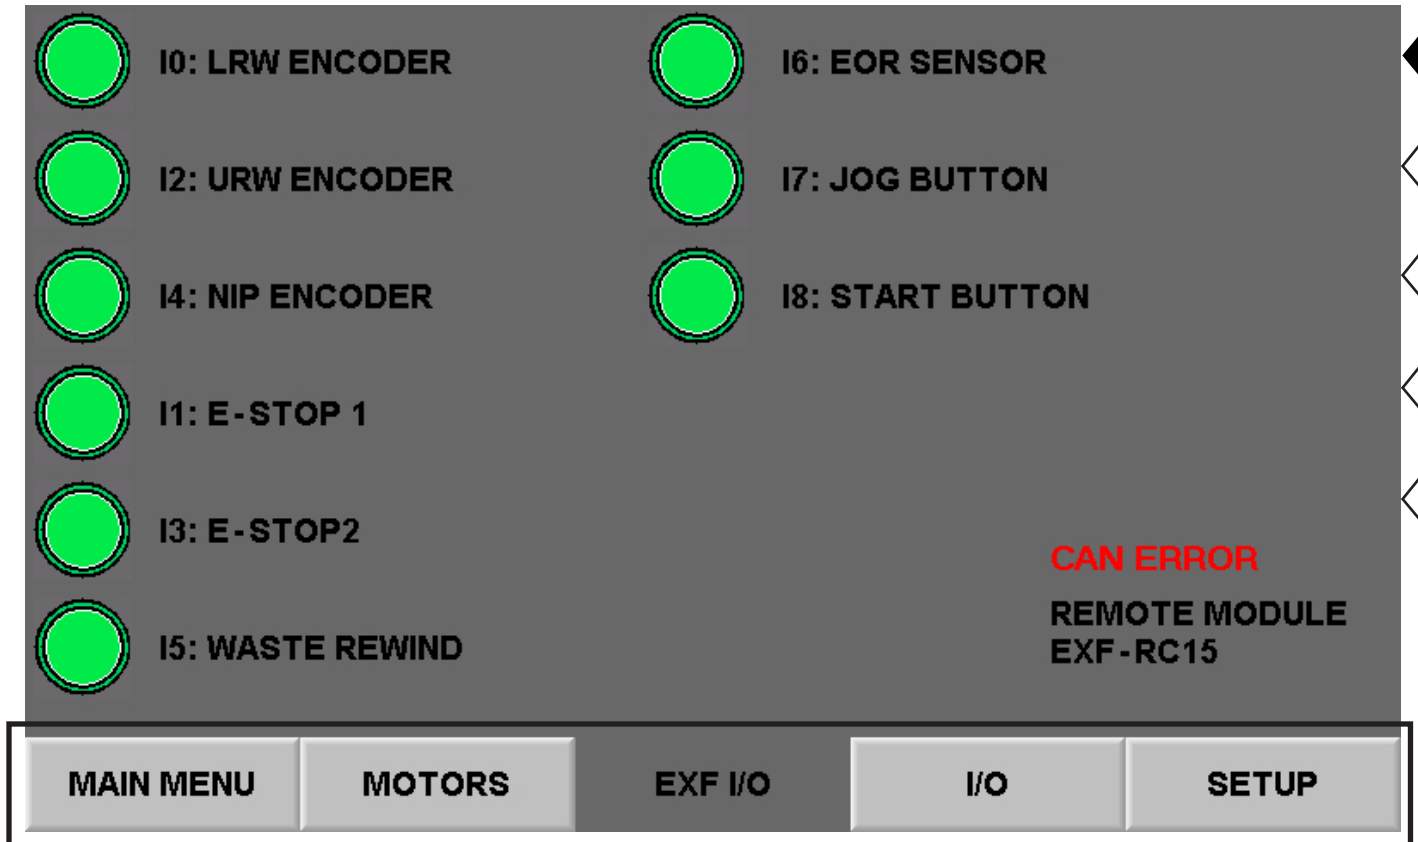 I0: LRW ENCODER
I2: URW ENCODER
I4: NIP ENCODER
I1: E-STOP 1
I3: E-STOP2
I5: WASTE REWIND
I6: EOR SENSOR
I7: JOG BUTTON
I8: START BUTTON
CAN ERROR
REMOTE MODULE
EXF-RC15
MAIN MENU
MOTORS
EXF I/O
I/O
SETUP